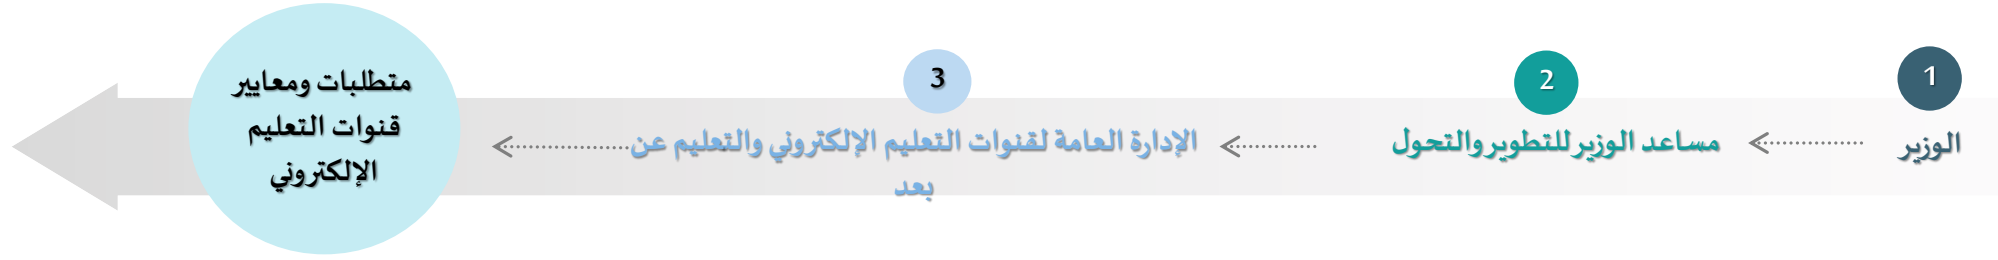 1
الوزير
2
مساعد الوزير للتطوير والتحول
3
الإدارة العامة لقنوات التعليم الإلكتروني والتعليم عن
بعد
متطلبات ومعايير
قنوات التعليم
الإلكتروني